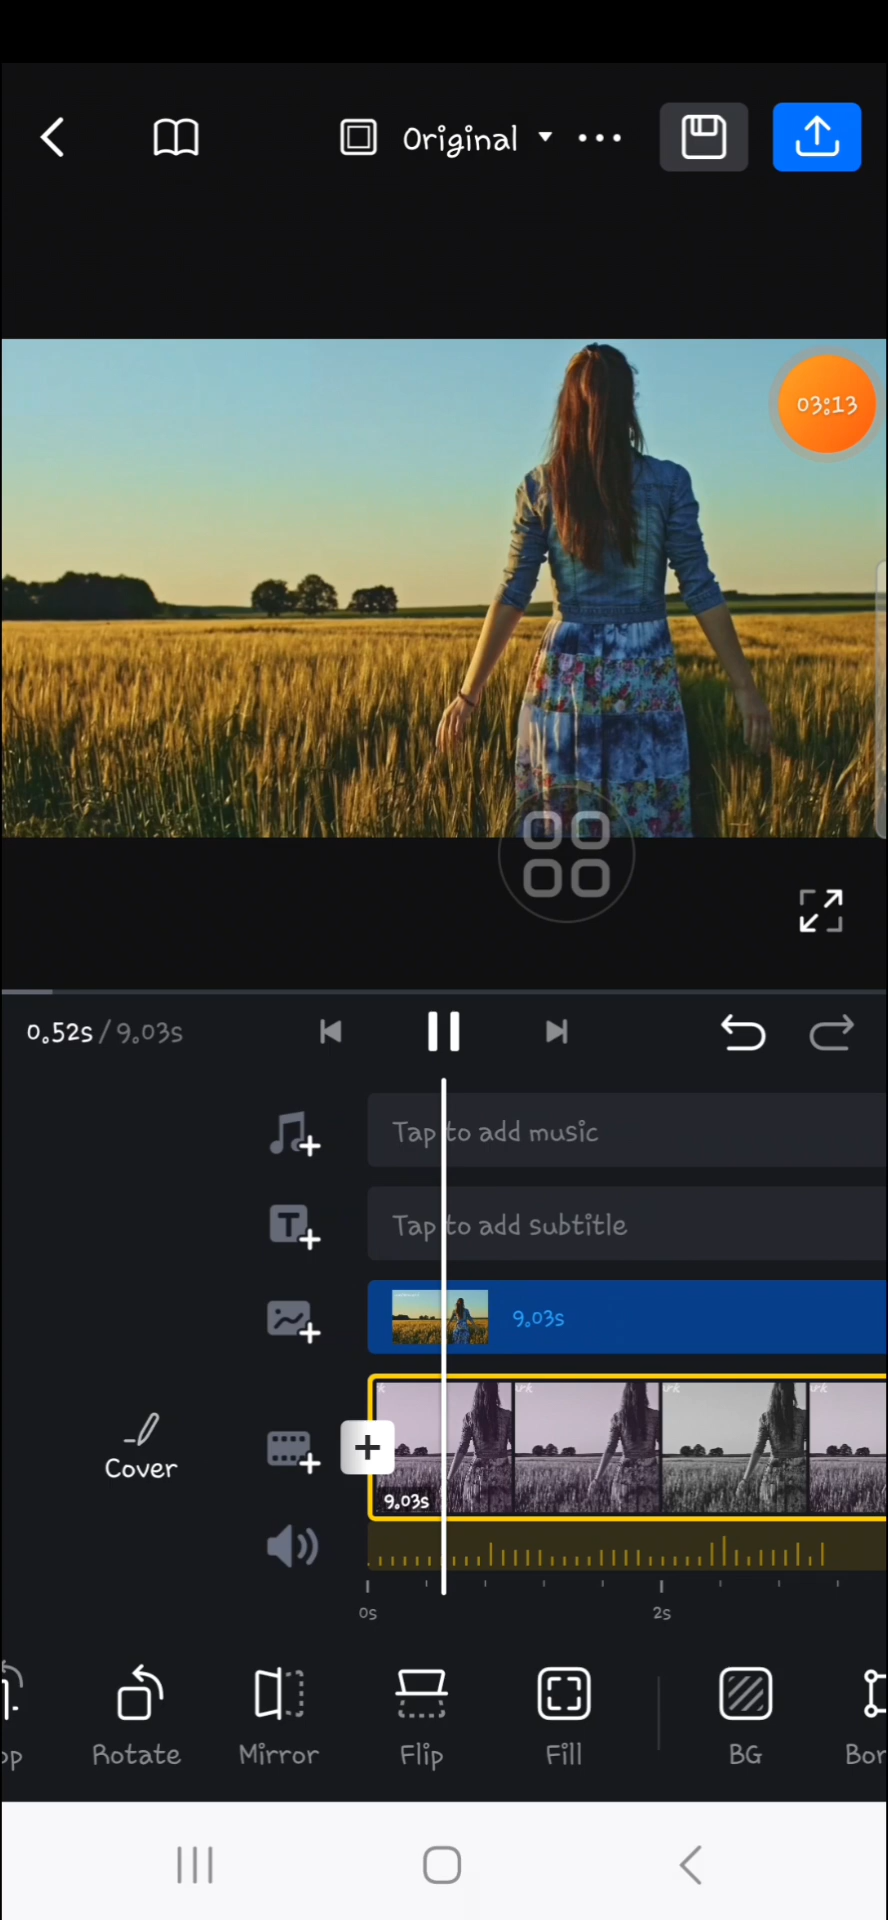 Original
03:13
0.52s / 9.03s
Tap to add music
Tap to add subtitle
9.03s
Cover
9.03s
0s
2s
Rotate
Mirror
Flip
Fill
BG